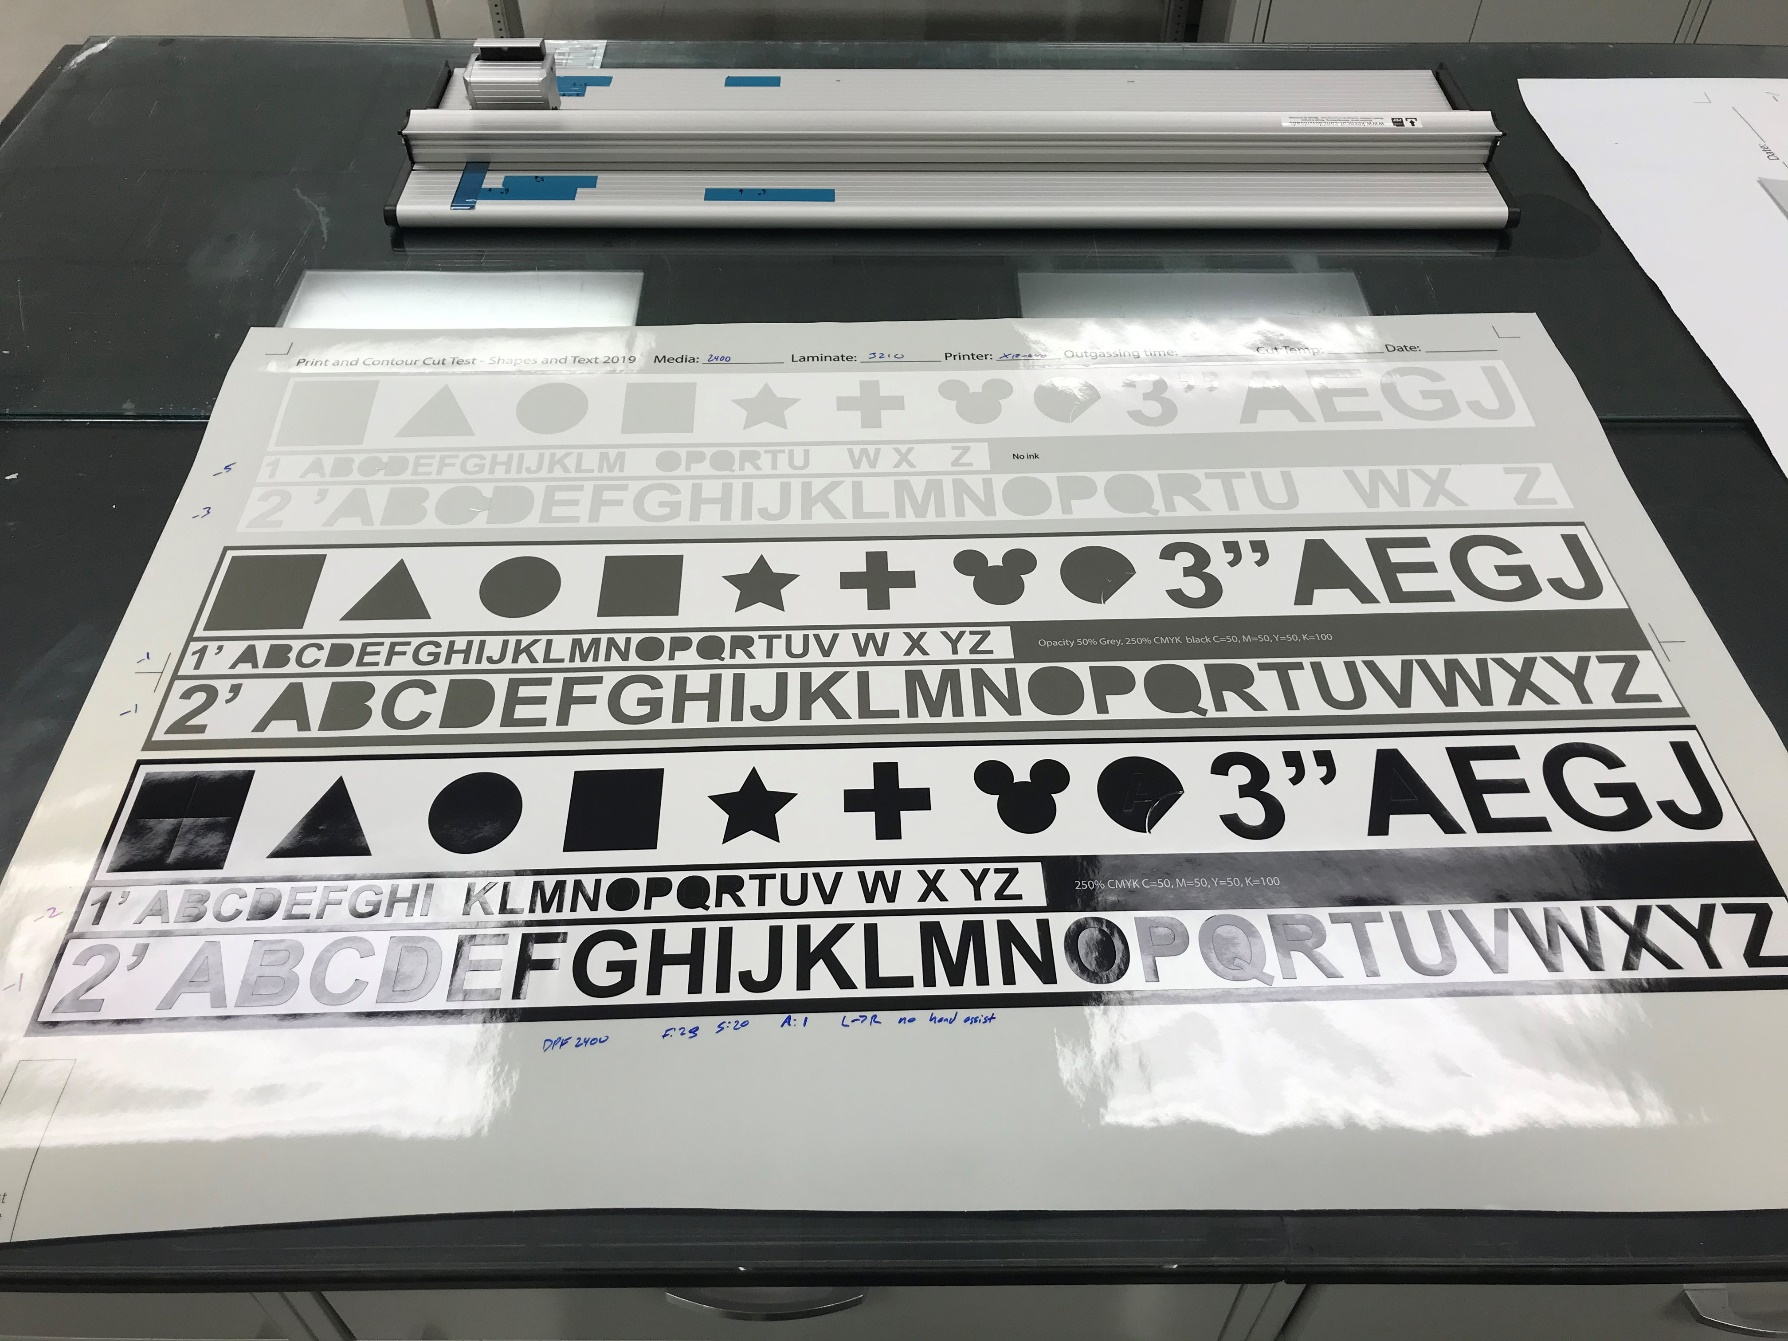 Print and Contour Cut Test - Shapes and Text 2019 Media: 2400 Laminate: 3210 Printer: Outgassing time: Cut Temp: Date:
3" AEGJ
-5 1 ABCDEFGHIJKLM OPQRTU W X Z No ink
-3 2 ’ABCDEFGHIJKLMNOPQRTU WX Z
3” AEGJ
-1 1’ ABCDEFGHIJKLMNOPQRTUV W X YZ Opacity 50% Grey, 250% CMYK black C=50, M=50, Y=50, K=100
-1 2’ ABCDEFGHIJKLMNOPQRTUVWXYZ
3” AEGJ
-2 1’ ABCDEFGHI KLMNOPQRTUV W X YZ 250% CMYK C=50, M=50, Y=50, K=100
-1 2’ ABCDEFGHIJKLMNOPQRTUVWXYZ
DPF 2400 F:28 S:20 A:1 L→R no hand assist
Date: